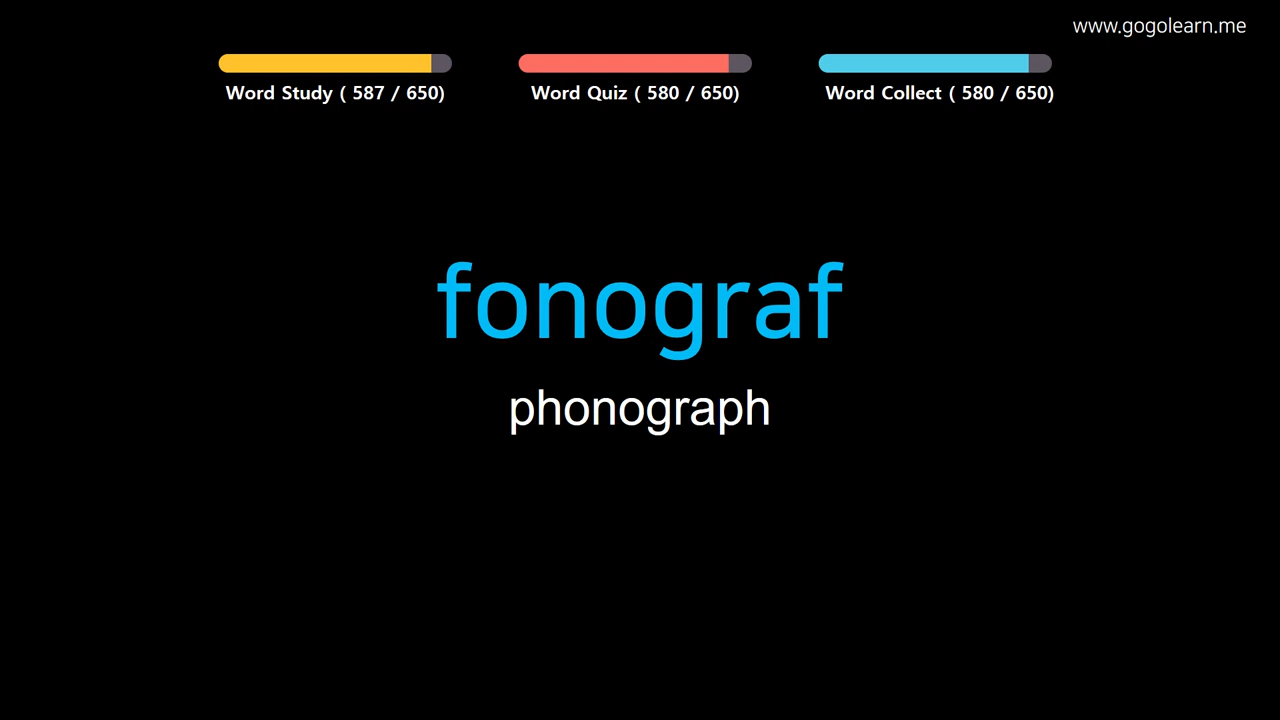 www.gogolearn.me
Word Study ( 587 / 650)
Word Quiz ( 580 / 650)
Word Collect ( 580 / 650)
fonograf
phonograph